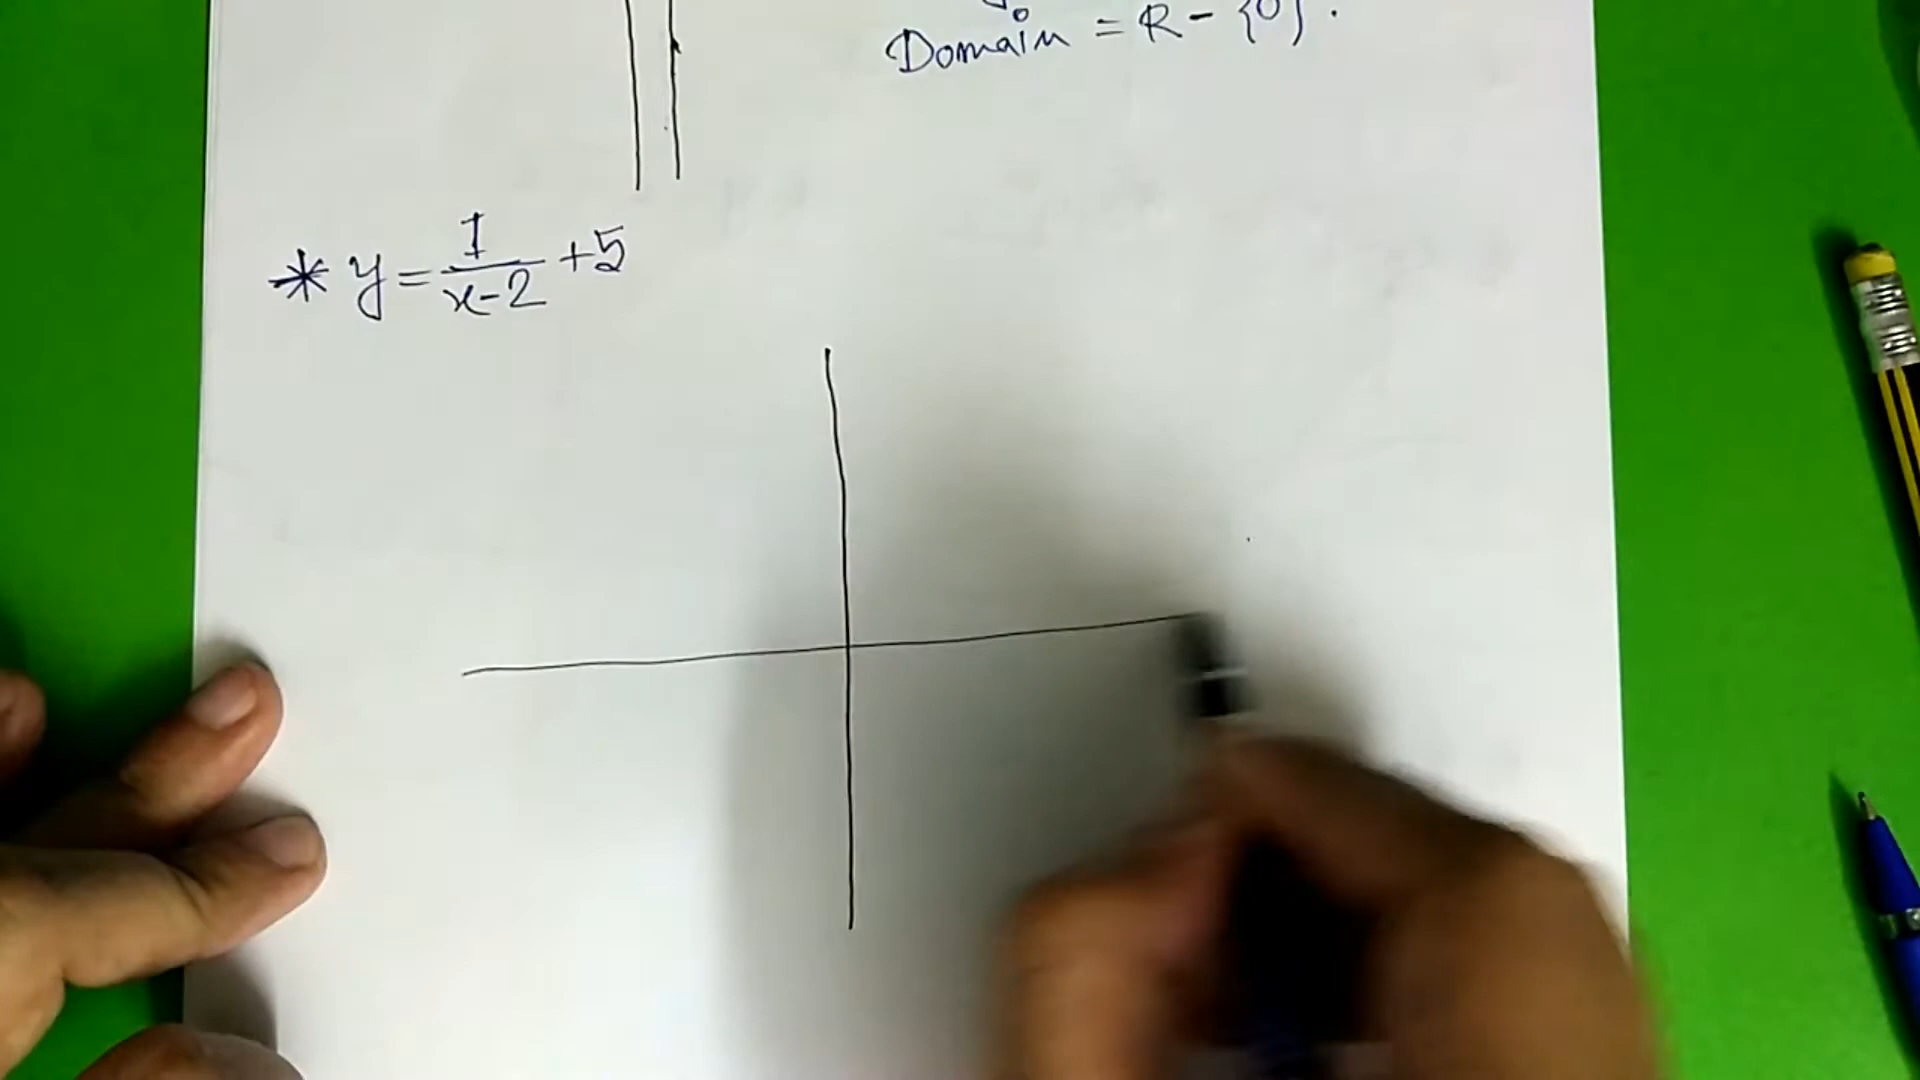 Domain = R - {0}.
* y = 1/(x-2) + 5